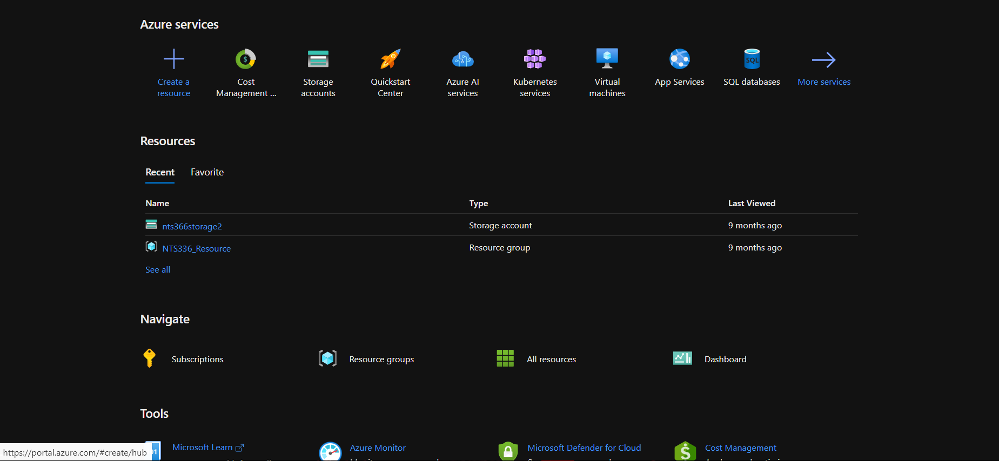 Azure services
Create a
resource
Cost
Management ...
Storage
accounts
Quickstart
Center
Azure AI
services
Kubernetes
services
Virtual
machines
App Services
SQL
SQL databases
More services
Resources
Recent Favorite
Name Type Last Viewed
nts366storage2 Storage account 9 months ago
NTS336_Resource Resource group 9 months ago
See all
Navigate
Subscriptions Resource groups All resources Dashboard
Tools
Microsoft Learn Azure Monitor Microsoft Defender for Cloud Cost Management
https://portal.azure.com/#create/hub